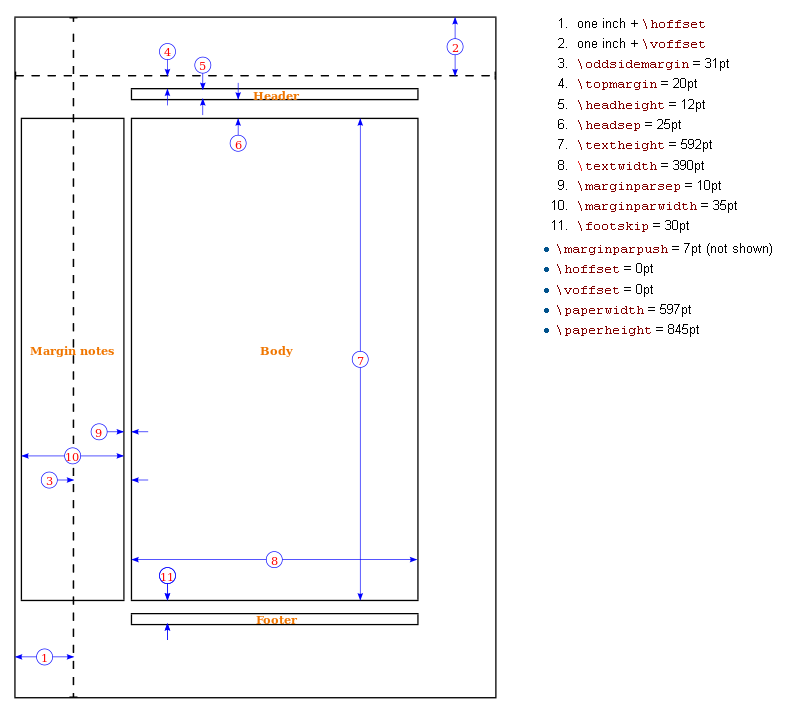 1. one inch + \hoffset
2. one inch + \voffset
3. \oddsidemargin = 31pt
4. \topmargin = 20pt
5. \headheight = 12pt
6. \headsep = 25pt
7. \textheight = 592pt
8. \textwidth = 390pt
9. \marginparsep = 10pt
10. \marginparwidth = 35pt
11. \footskip = 30pt
• \marginparpush = 7pt (not shown)
• \hoffset = 0pt
• \voffset = 0pt
• \paperwidth = 597pt
• \paperheight = 845pt
2
4
5
Header
6
Margin notes
Body
7
9
10
3
8
11
Footer
1